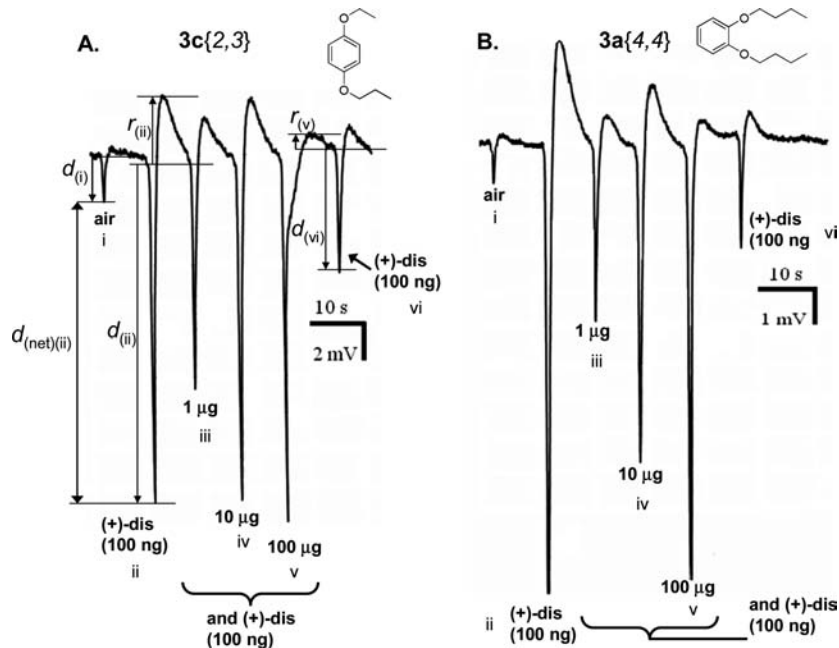 A.
3c{2,3}
O
O
r(ii)
r(v)
d(i)
air
i
d(vi)
(+)-dis
(100 ng)
vi
10 s
2 mV
d(net)(ii)
d(ii)
1 μg
iii
10 μg
iv
100 μg
v
(+)-dis
(100 ng)
ii
and (+)-dis
(100 ng)
B.
3a{4,4}
O
O
air
i
(+)-dis
(100 ng
vi
10 s
1 mV
1 μg
iii
10 μg
iv
100 μg
v
ii
(+)-dis
(100 ng)
and (+)-dis
(100 ng)